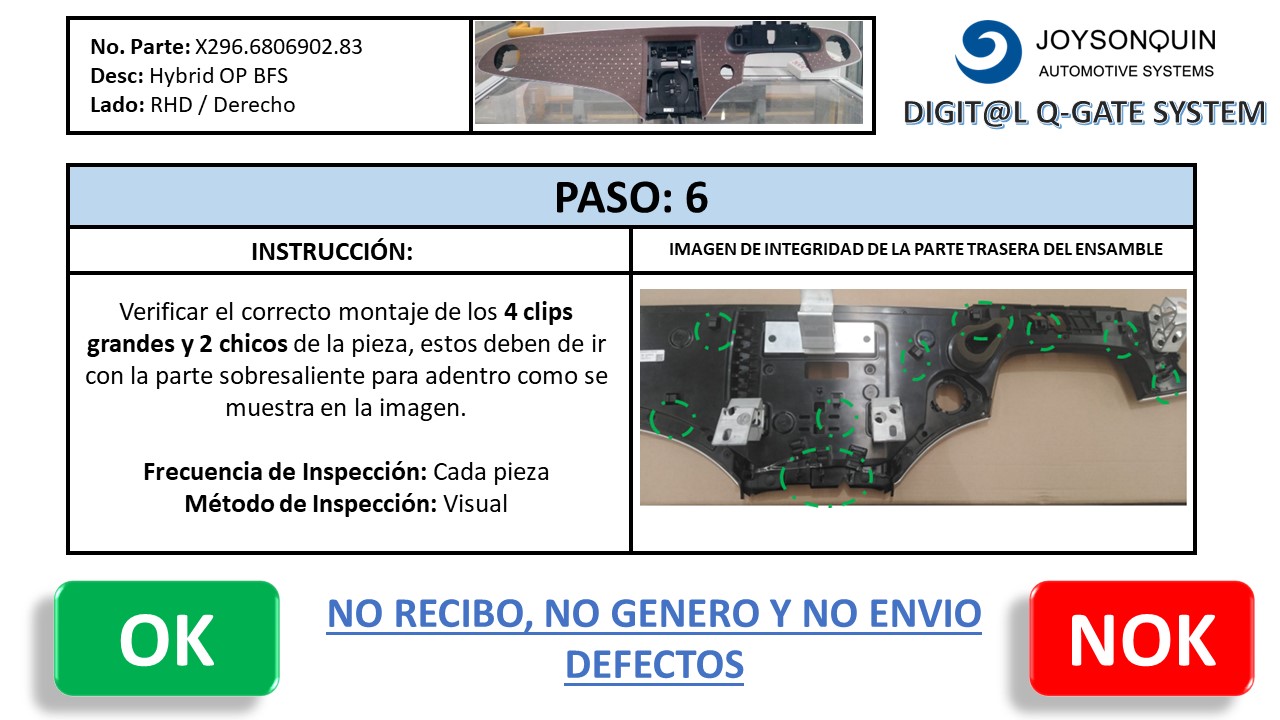 No. Parte: X296.6806902.83
Desc: Hybrid OP BFS
Lado: RHD / Derecho
JOYSONQUIN
AUTOMOTIVE SYSTEMS
DIGIT@L Q-GATE SYSTEM
PASO: 6
INSTRUCCIÓN:
IMAGEN DE INTEGRIDAD DE LA PARTE TRASERA DEL ENSAMBLE
Verificar el correcto montaje de los 4 clips
grandes y 2 chicos de la pieza, estos deben de ir
con la parte sobresaliente para adentro como se
muestra en la imagen.
Frecuencia de Inspección: Cada pieza
Método de Inspección: Visual
OK
NO RECIBO, NO GENERO Y NO ENVIO
DEFECTOS
NOK